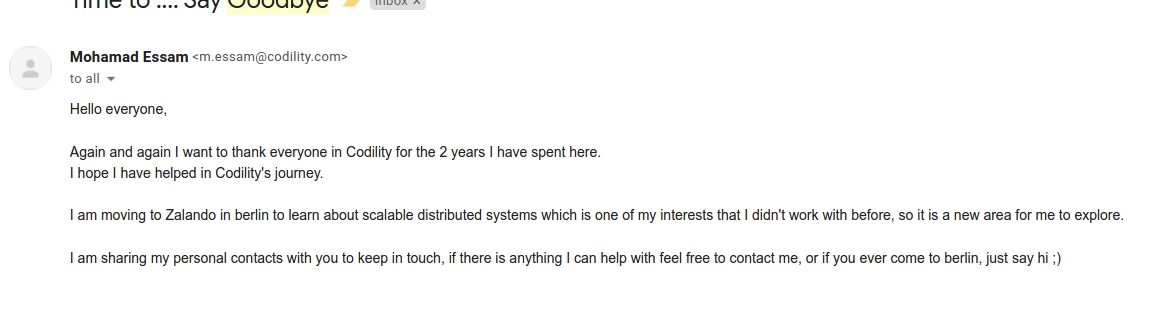 Time to .... Say Goodbye Inbox ×
Mohamad Essam <m.essam@codility.com>
to all
Hello everyone,
Again and again I want to thank everyone in Codility for the 2 years I have spent here.
I hope I have helped in Codility's journey.
I am moving to Zalando in berlin to learn about scalable distributed systems which is one of my interests that I didn't work with before, so it is a new area for me to explore.
I am sharing my personal contacts with you to keep in touch, if there is anything I can help with feel free to contact me, or if you ever come to berlin, just say hi ;)